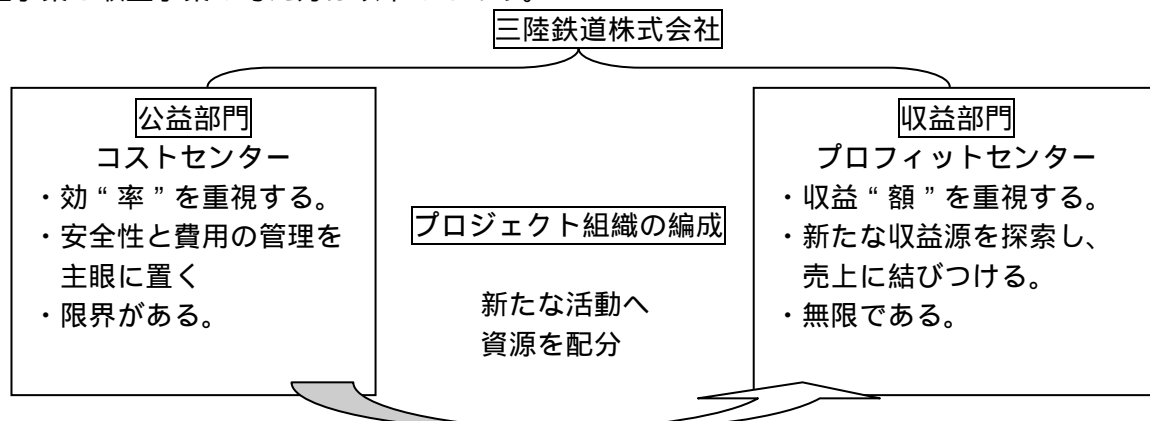 三陸鉄道株式会社
公益部門
コストセンター
・効“率”を重視する。
・安全性と費用の管理を
主眼に置く
・限界がある。
プロジェクト組織の編成
新たな活動へ
資源を配分
収益部門
プロフィットセンター
・収益“額”を重視する。
・新たな収益源を探索し、
売上に結びつける。
・無限である。